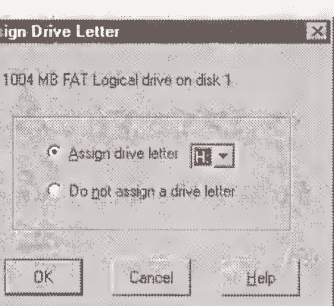 sign Drive Letter
1004 MB FAT Logical drive on disk 1
Assign drive letter H:
Do not assign a drive letter
OK Cancel Help